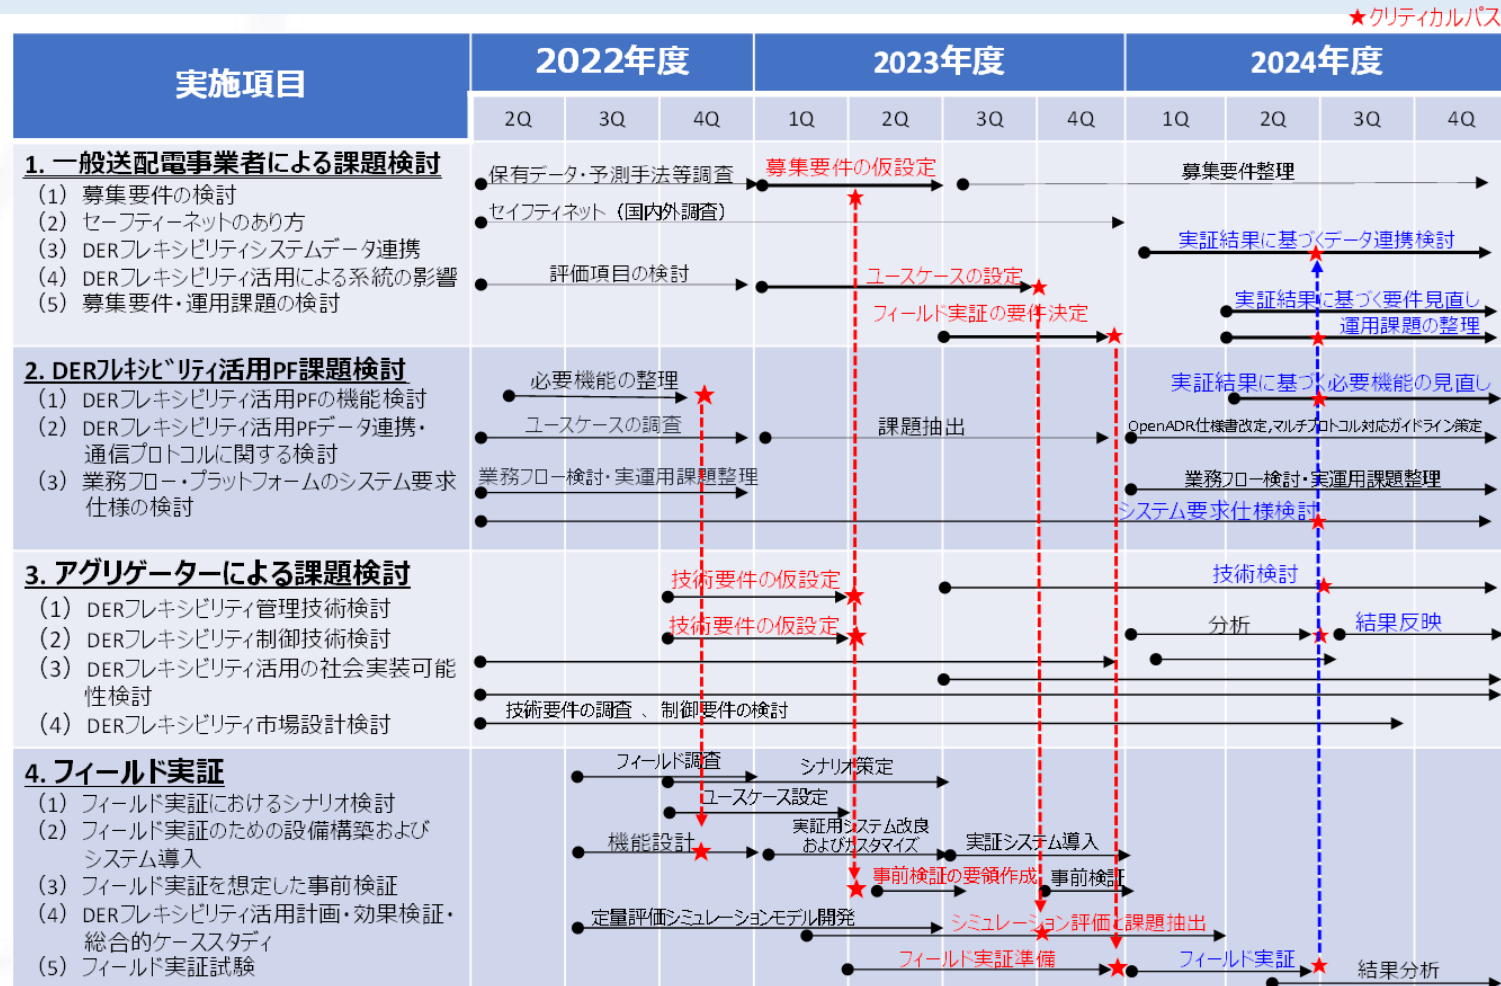 ★クリティカルパス
実施項目
2022年度
2023年度
2024年度
2Q 3Q 4Q 1Q 2Q 3Q 4Q 1Q 2Q 3Q 4Q
1. 一般送配電事業者による課題検討
(1) 募集要件の検討
(2) セーフティーネットのあり方
(3) DERフレキシビリティシステムデータ連携
(4) DERフレキシビリティ活用による系統の影響
(5) 募集要件・運用課題の検討
保有データ・予測手法等調査
募集要件の仮設定
募集要件整理
セイフティネット（国内外調査）
実証結果に基づくデータ連携検討
評価項目の検討
ユースケースの設定
実証結果に基づく要件見直し
フィールド実証の要件決定
運用課題の整理
2. DERフレキシビリティ活用PF課題検討
(1) DERフレキシビリティ活用PFの機能検討
(2) DERフレキシビリティ活用PFデータ連携・
通信プロトコルに関する検討
(3) 業務フロー・プラットフォームのシステム要求
仕様の検討
必要機能の整理
実証結果に基づく必要機能の見直し
ユースケースの調査
課題抽出
OpenADR仕様書改定,マルチプロトコル対応ガイドライン策定
業務フロー検討・実運用課題整理
業務フロー検討・実運用課題整理
システム要求仕様検討
3. アグリゲーターによる課題検討
(1) DERフレキシビリティ管理技術検討
(2) DERフレキシビリティ制御技術検討
(3) DERフレキシビリティ活用の社会実装可能
性検討
(4) DERフレキシビリティ市場設計検討
技術要件の仮設定
技術検討
技術要件の仮設定
分析
結果反映
技術要件の調査 、制御要件の検討
4. フィールド実証
(1) フィールド実証におけるシナリオ検討
(2) フィールド実証のための設備構築および
システム導入
(3) フィールド実証を想定した事前検証
(4) DERフレキシビリティ活用計画・効果検証・
総合的ケーススタディ
(5) フィールド実証試験
フィールド調査
シナリオ策定
ユースケース設定
機能設計
実証用システム改良
およびカスタマイズ
実証システム導入
事前検証の要領作成
事前検証
定量評価シミュレーションモデル開発
シミュレーション評価と課題抽出
フィールド実証準備
フィールド実証
結果分析